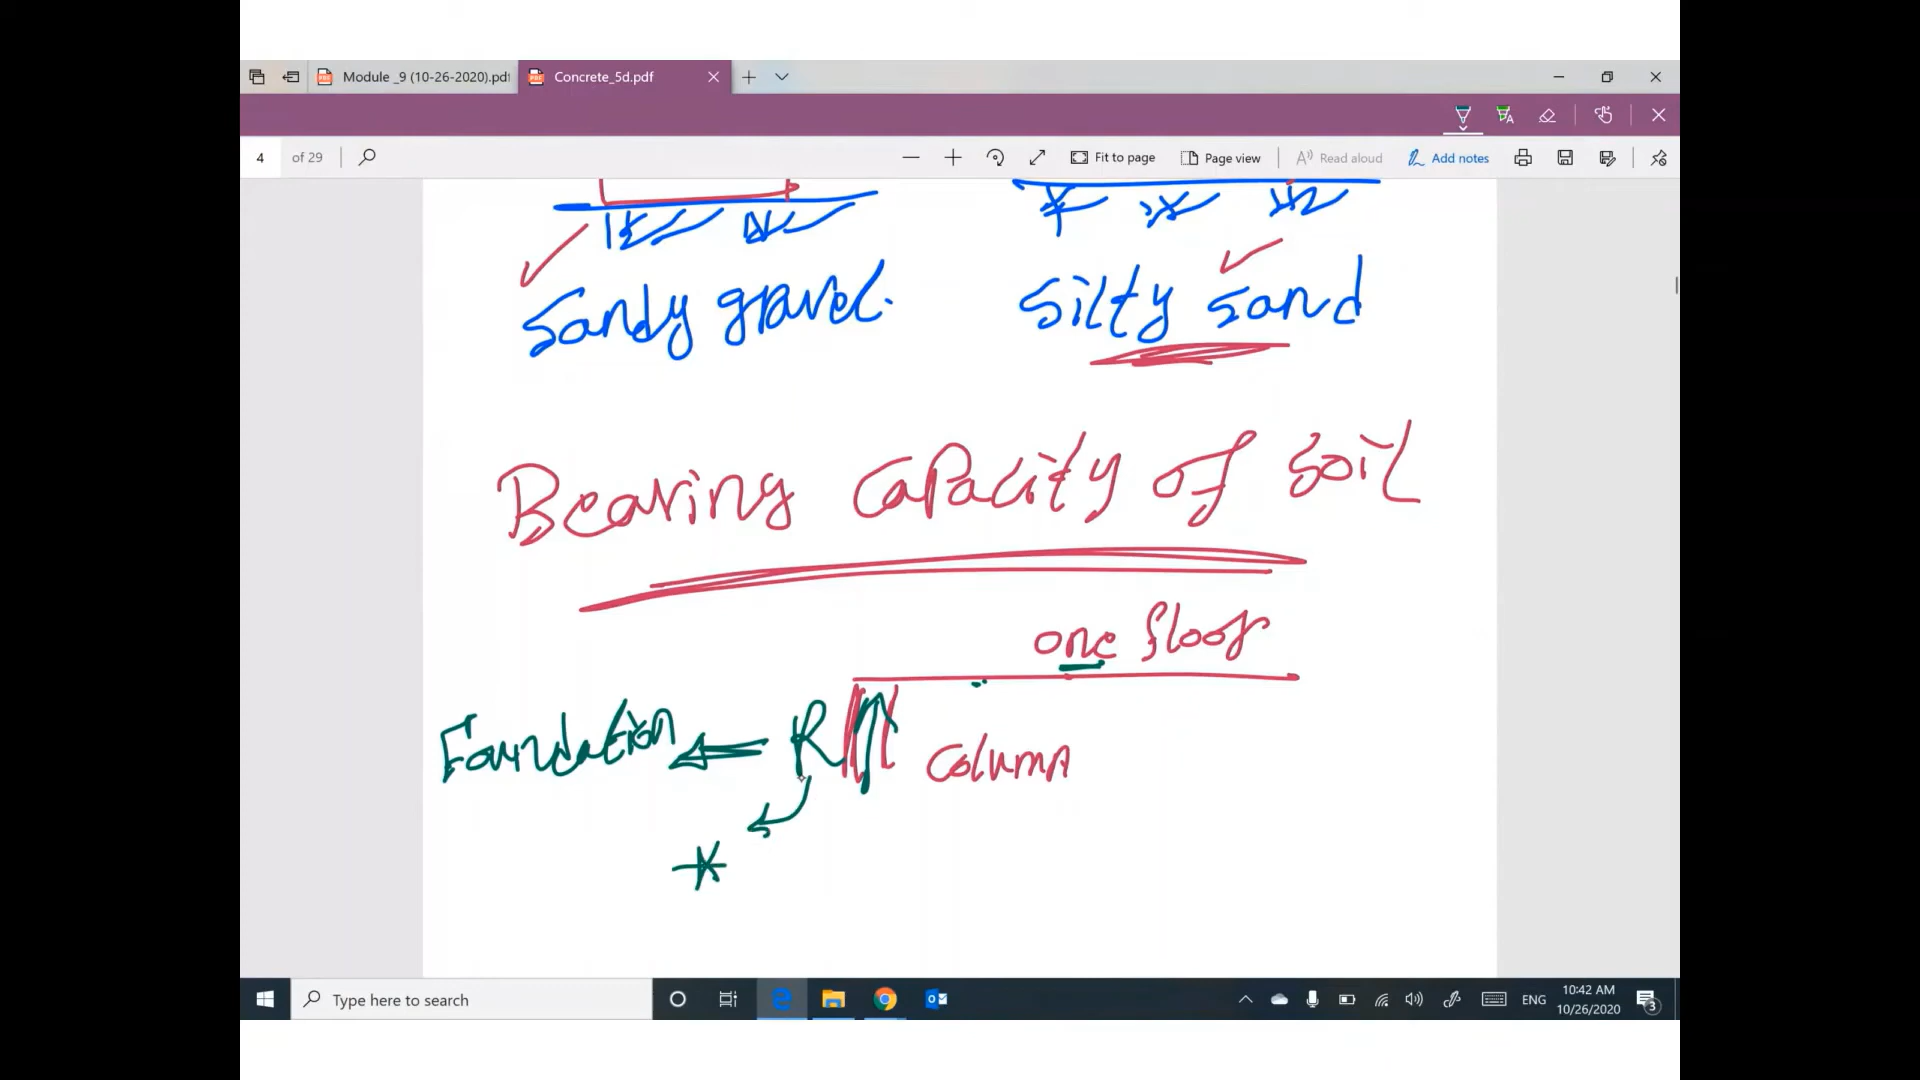 Module _9 (10-26-2020).pdf
Concrete_5d.pdf
4 of 29
Fit to page
Page view
Read aloud
Add notes
Sandy gravel.
Silty sand
Bearing capacity of soil
one floor
Foundation
R
column
Type here to search
ENG
10:42 AM
10/26/2020
3